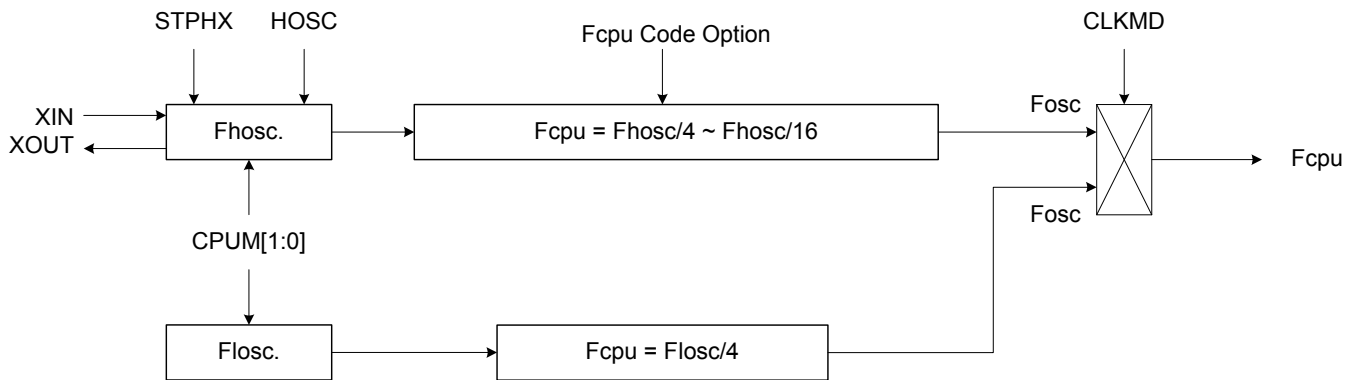 STPHX
HOSC
Fcpu Code Option
CLKMD
XIN
XOUT
Fhosc.
Fcpu = Fhosc/4 ~ Fhosc/16
Fosc
Fcpu
Fosc
CPUM[1:0]
Flosc.
Fcpu = Flosc/4